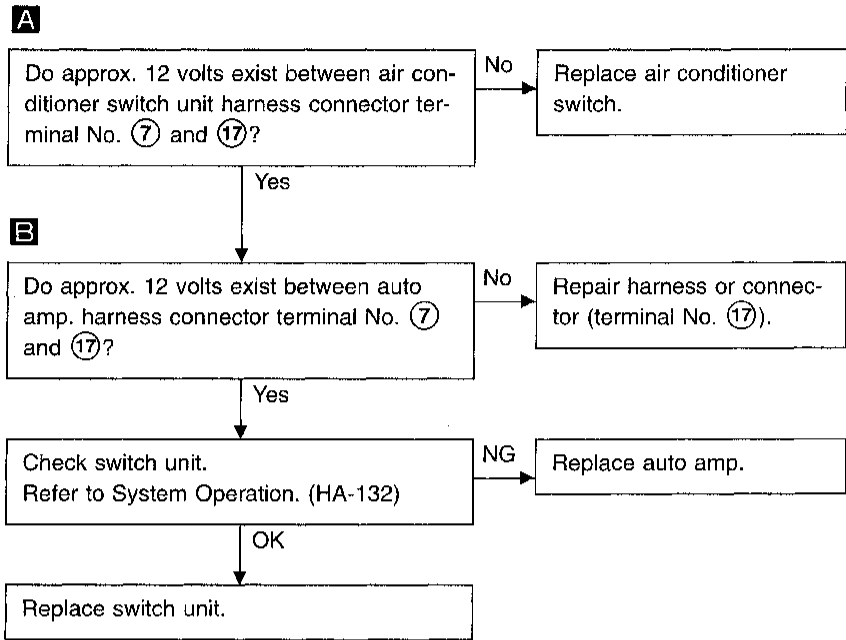 A
Do approx. 12 volts exist between air con-
ditioner switch unit harness connector ter-
minal No. ⑦ and ⑰?
No
Replace air conditioner
switch.
Yes
B
Do approx. 12 volts exist between auto
amp. harness connector terminal No. ⑦
and ⑰?
No
Repair harness or connec-
tor (terminal No. ⑰).
Yes
Check switch unit.
Refer to System Operation. (HA-132)
NG
Replace auto amp.
OK
Replace switch unit.